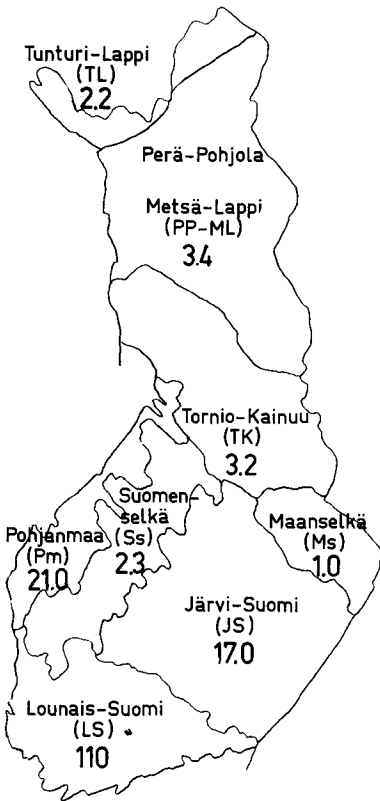 Tunturi-Lappi
(TL)
2.2
Perä-Pohjola
Metsä-Lappi
(PP-ML)
3.4
Tornio-Kainuu
(TK)
3.2
Suomen-
selkä
(Ss)
2.3
Pohjanmaa
(Pm)
21.0
Maanselkä
(Ms)
1.0
Järvi-Suomi
(JS)
17.0
Lounais-Suomi
(LS)
110